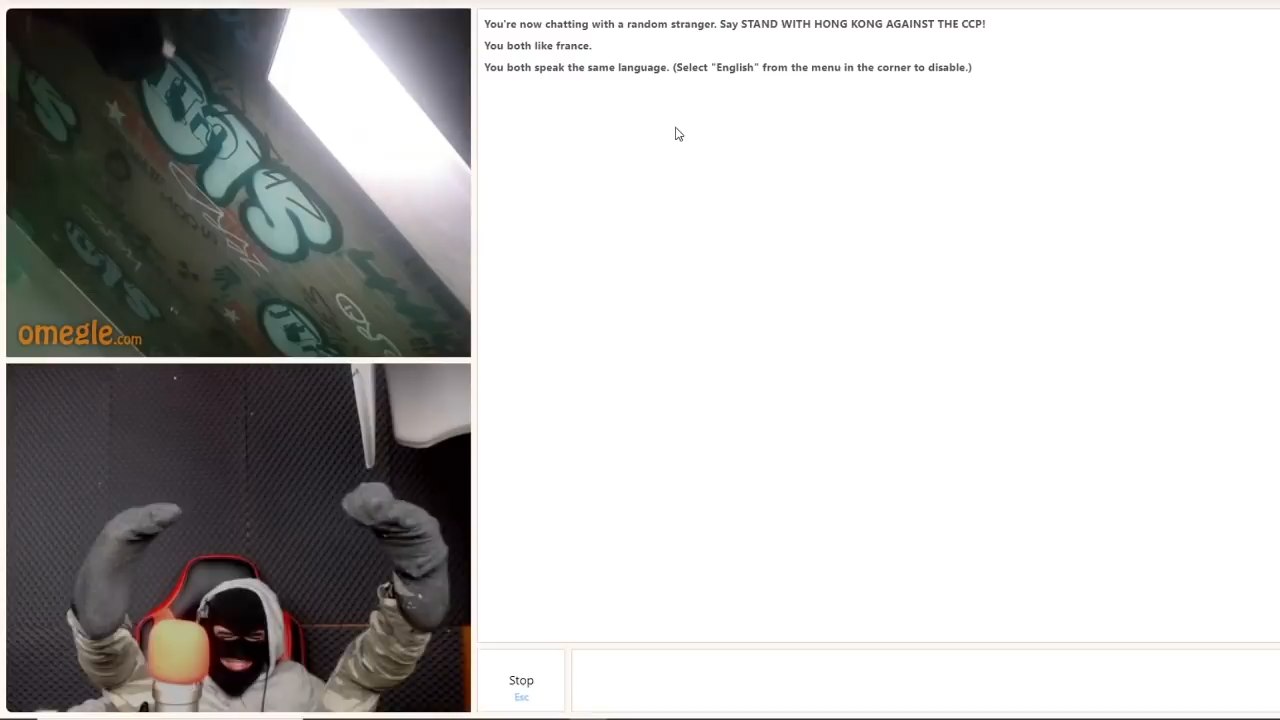 You're now chatting with a random stranger. Say STAND WITH HONG KONG AGAINST THE CCP!
You both like france.
You both speak the same language. (Select "English" from the menu in the corner to disable.)
omegle.com
Stop
Esc